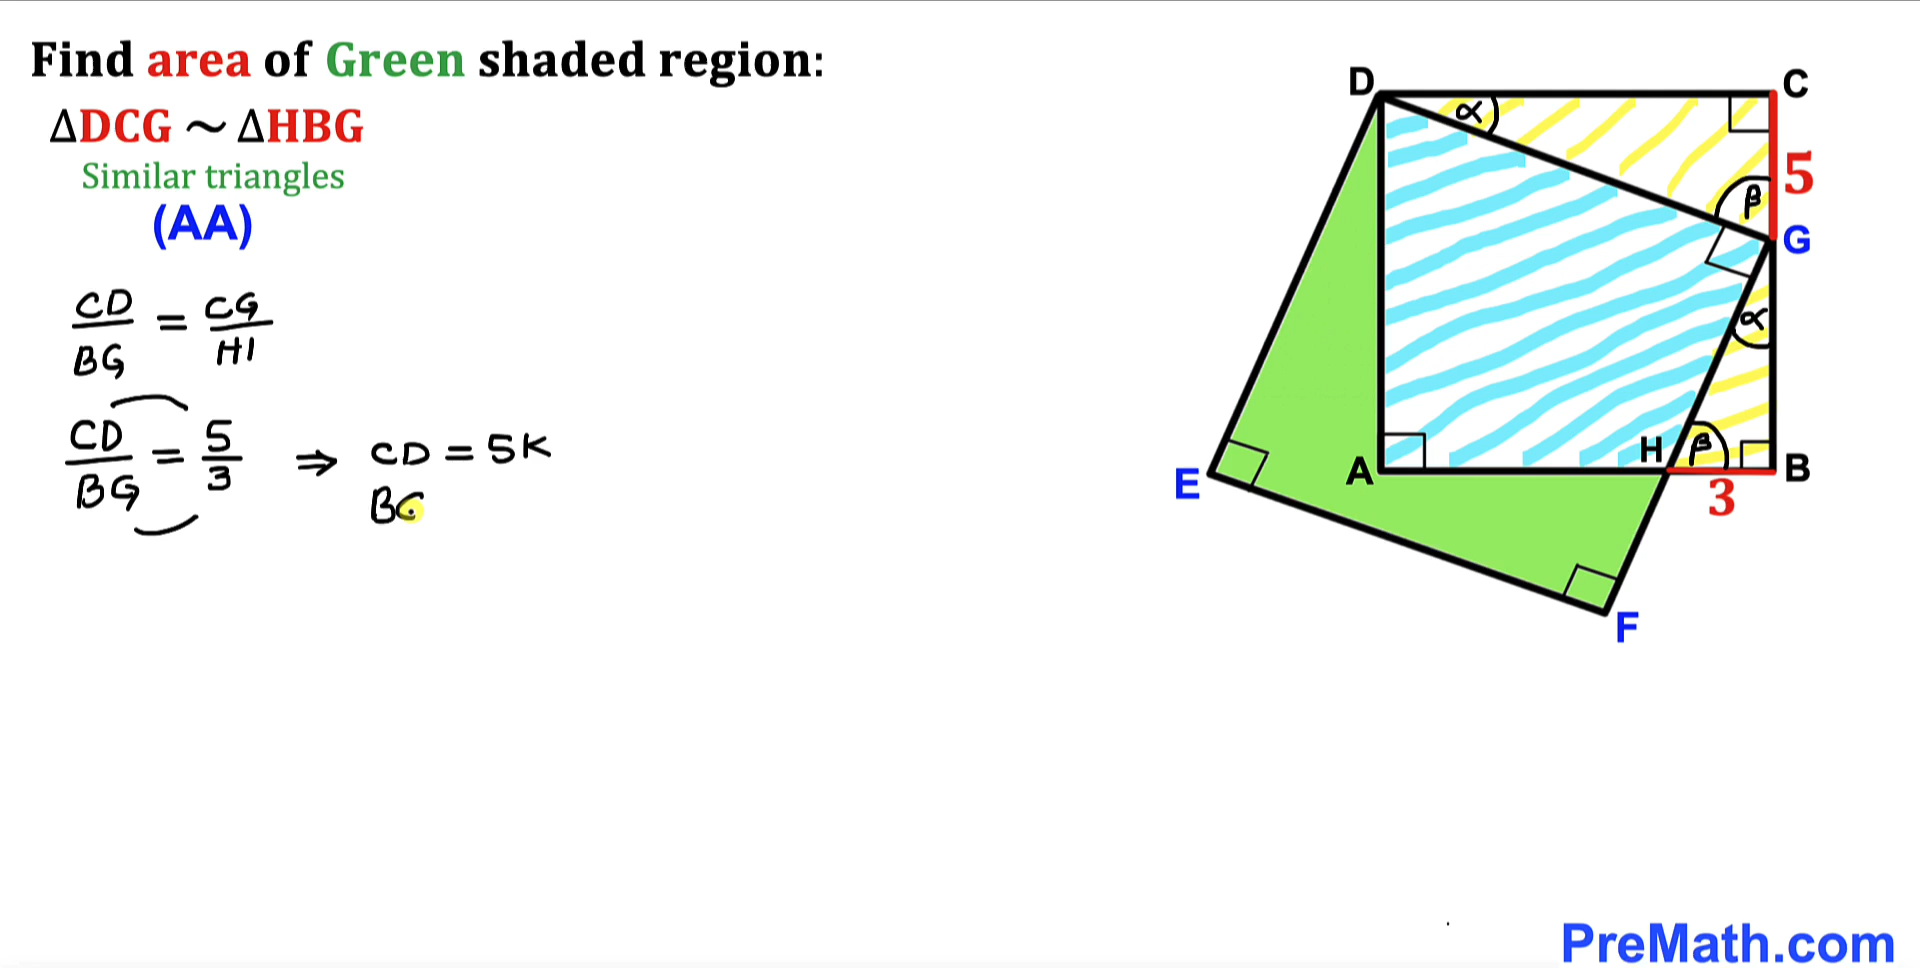 Find area of Green shaded region:
ΔDCG ~ ΔHBG
Similar triangles
(AA)
CD/BG = CG/HI
CD/BG = 5/3 ⇒ CD = 5K
BG
D
C
α
5
β
G
α
H
β
A
B
E
3
F
PreMath.com